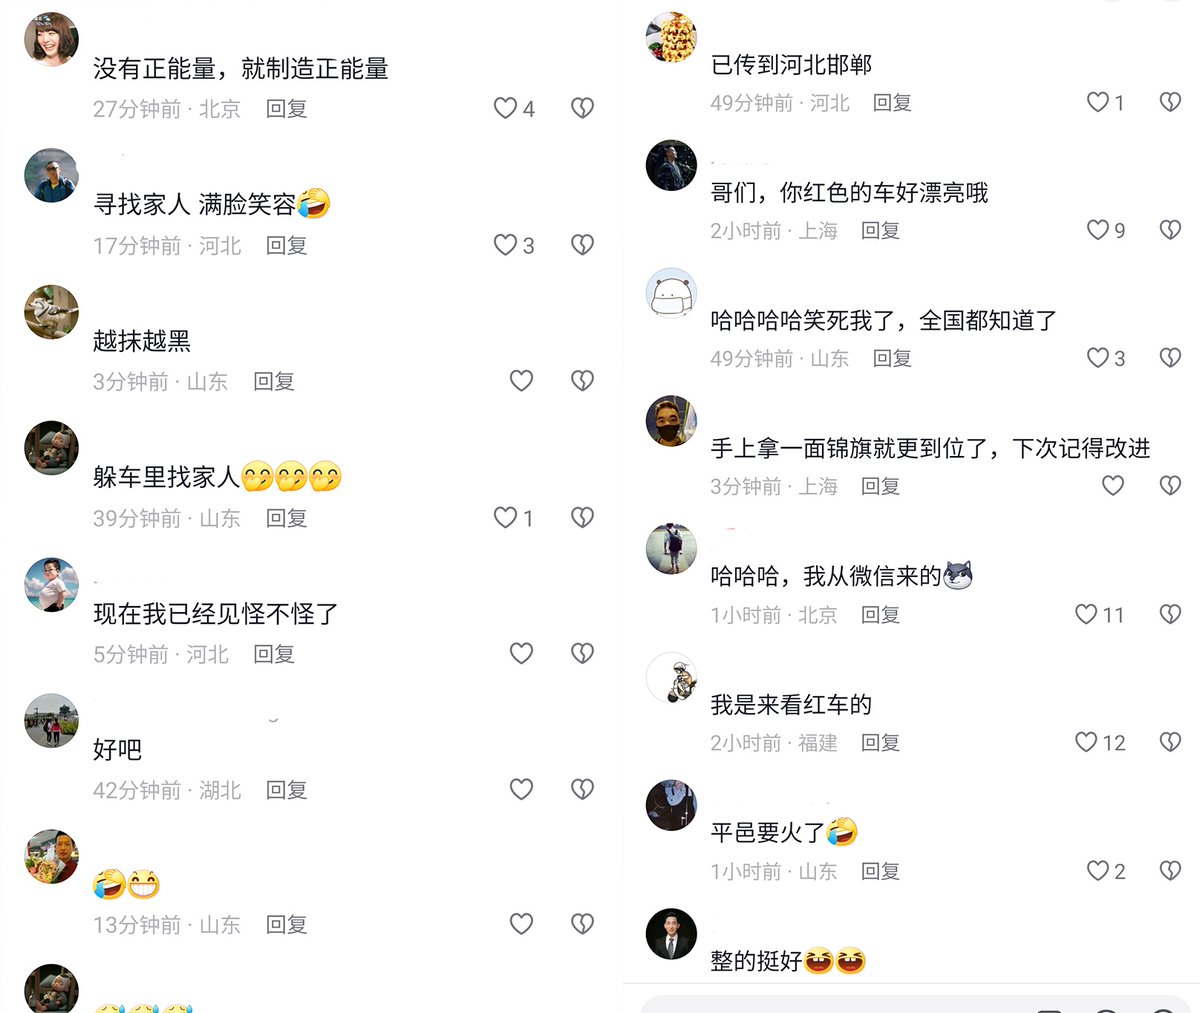 没有正能量，就制造正能量
27分钟前 · 北京 回复 4
寻找家人 满脸笑容🤣
17分钟前 · 河北 回复 3
越抹越黑
3分钟前 · 山东 回复
躲车里找家人🤭🤭🤭
39分钟前 · 山东 回复 1
现在我已经见怪不怪了
5分钟前 · 河北 回复
好吧
42分钟前 · 湖北 回复
13分钟前 · 山东 回复
已传到河北邯郸
49分钟前 · 河北 回复 1
哥们，你红色的车好漂亮哦
2小时前 · 上海 回复 9
哈哈哈哈笑死我了，全国都知道了
49分钟前 · 山东 回复 3
手上拿一面锦旗就更到位了，下次记得改进
3分钟前 · 上海 回复
哈哈哈，我从微信来的
1小时前 · 北京 回复 11
我是来看红车的
2小时前 · 福建 回复 12
平邑要火了
1小时前 · 山东 回复 2
整的挺好